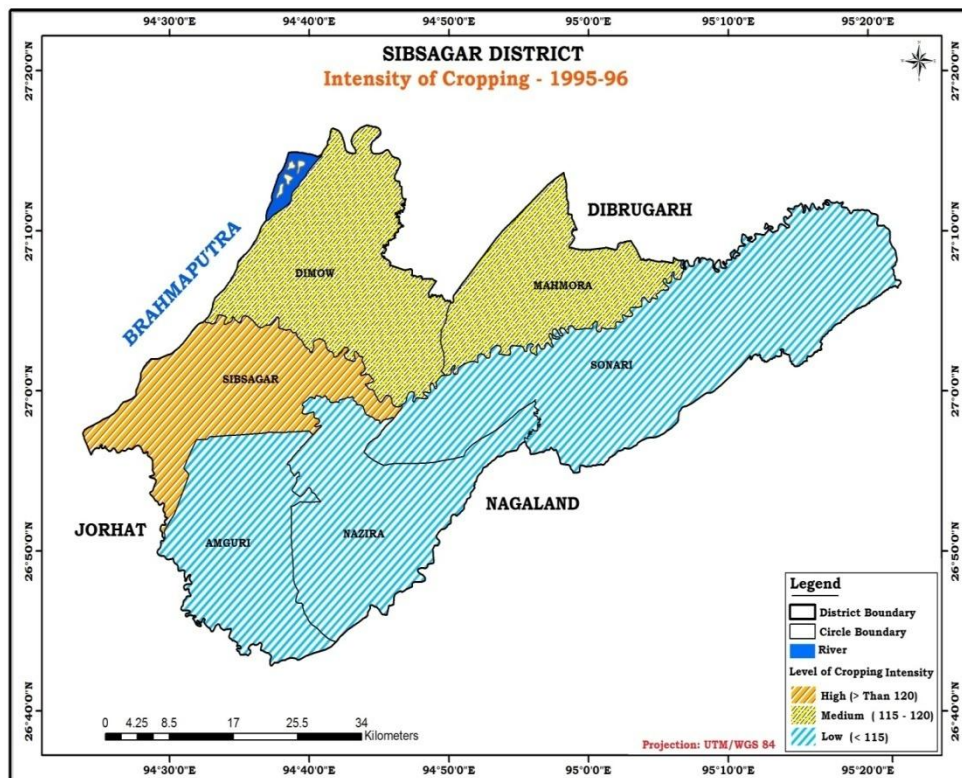 94°30'0"E 94°40'0"E 94°50'0"E 95°0'0"E 95°10'0"E 95°20'0"E
SIBSAGAR DISTRICT
Intensity of Cropping - 1995-96
27°20'0"N 27°20'0"N
27°10'0"N 27°10'0"N
DIBRUGARH
BRAHMAPUTRA
DIMOW
MAHMORA
SONARI
SIBSAGAR
27°0'0"N 27°0'0"N
NAGALAND
JORHAT
NAZIRA
AMGURI
26°50'0"N 26°50'0"N
Legend
District Boundary
Circle Boundary
River
Level of Cropping Intensity
High (> Than 120)
Medium ( 115 - 120)
Low (< 115)
26°40'0"N 26°40'0"N
0 4.25 8.5 17 25.5 34
Kilometers
Projection: UTM/WGS 84
94°30'0"E 94°40'0"E 94°50'0"E 95°0'0"E 95°10'0"E 95°20'0"E